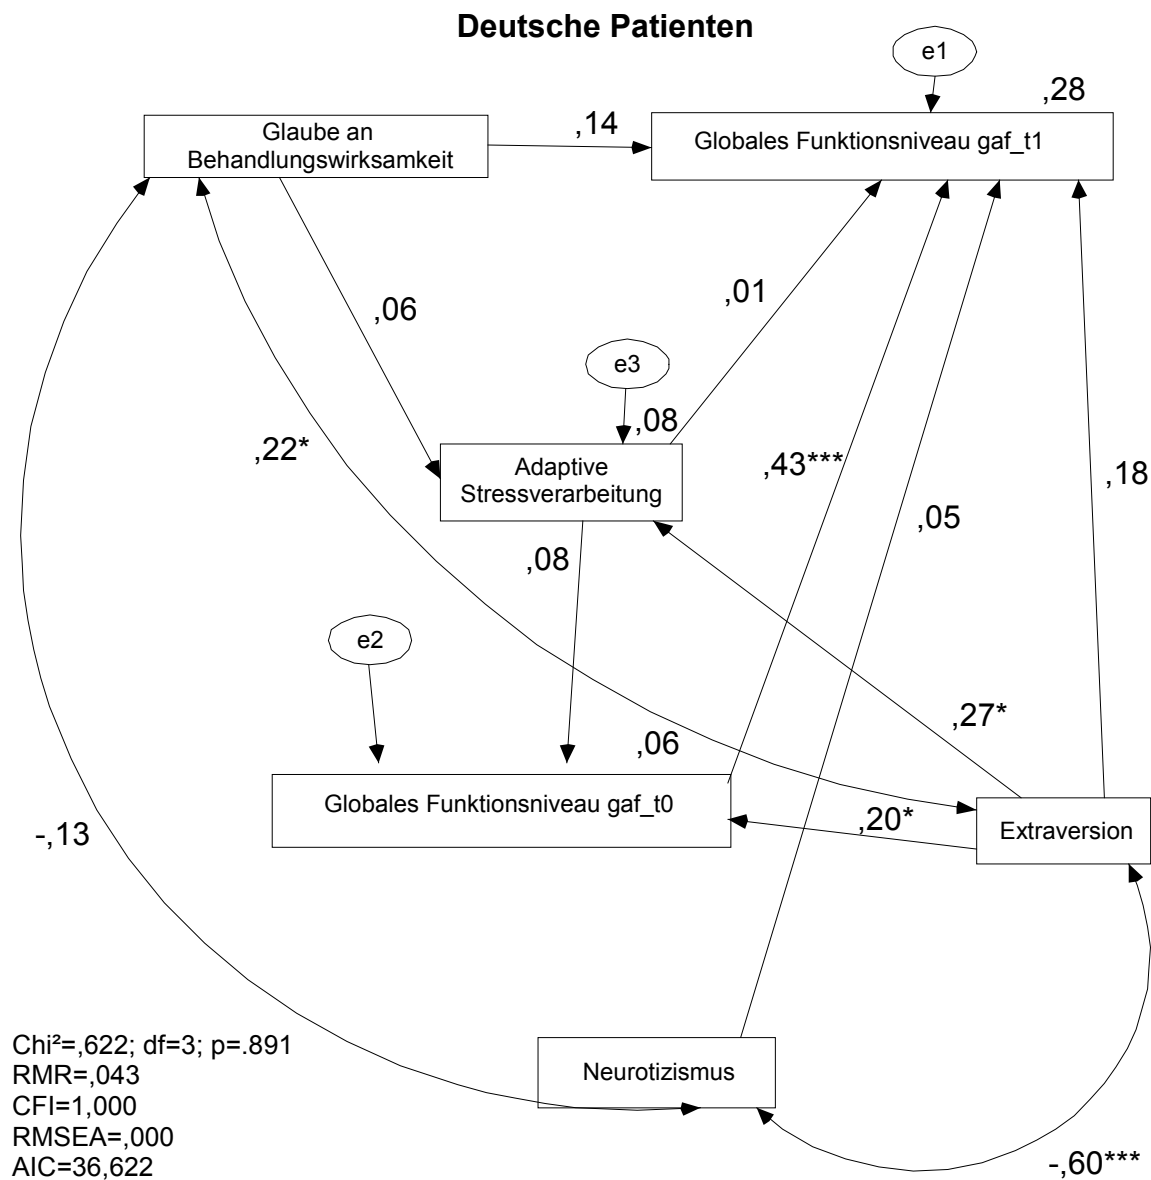 Deutsche Patienten
e1
,28
Glaube an
Behandlungswirksamkeit
,14
Globales Funktionsniveau gaf_t1
,06
,01
e3
,08
,22*
Adaptive
Stressverarbeitung
,43***
,18
,05
,08
e2
,06
,27*
Globales Funktionsniveau gaf_t0
,20*
Extraversion
-,13
Neurotizismus
-,60***
Chi²=,622; df=3; p=.891
RMR=,043
CFI=1,000
RMSEA=,000
AIC=36,622